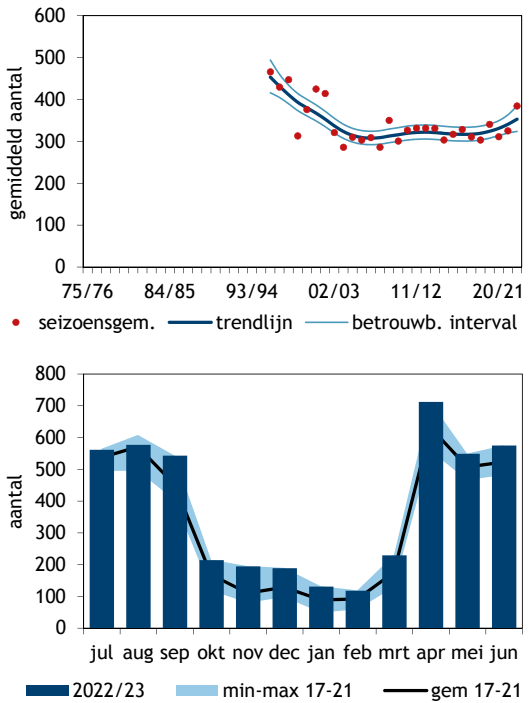 600
500
400
300
200
100
0
gemiddeld aantal
75/76 84/85 93/94 02/03 11/12 20/21
seizoensgem. trendlijn betrouwb. interval
800
700
600
500
400
300
200
100
0
aantal
jul aug sep okt nov dec jan feb mrt apr mei jun
2022/23 min-max 17-21 gem 17-21